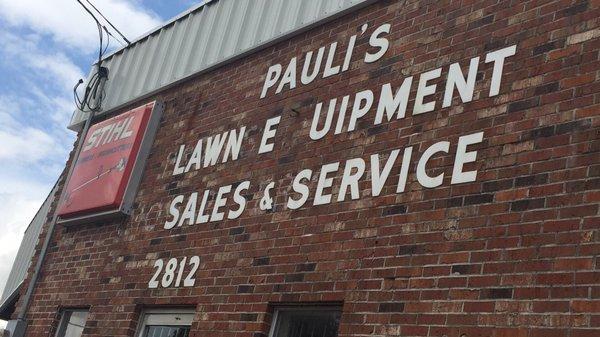 PAULi's
LAWN E UIPMENT
SALES & SERVICE
2812
STIHL